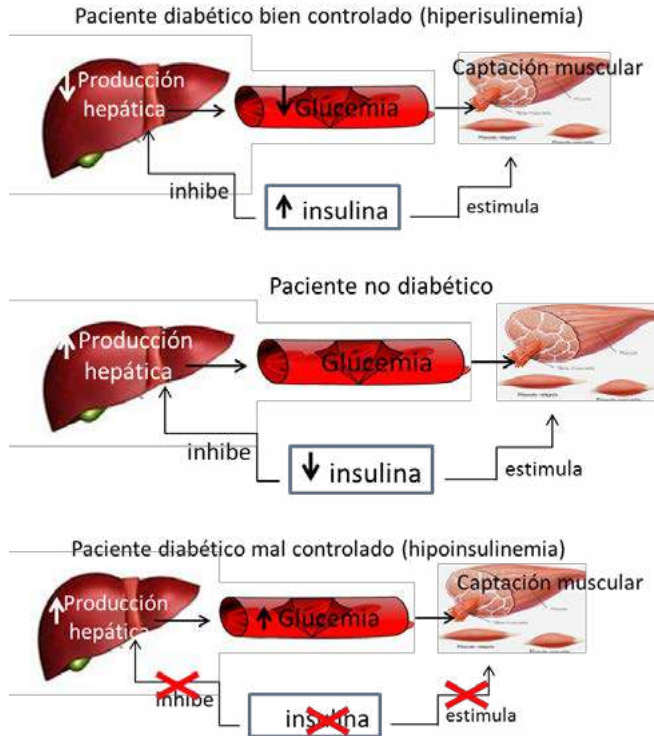 Paciente diabético bien controlado (hiperisulinemia)
Producción
hepática
Glucemia
Captación muscular
inhibe
insulina
estimula
Paciente no diabético
Producción
hepática
Glucemia
inhibe
insulina
estimula
Paciente diabético mal controlado (hipoinsulinemia)
Producción
hepática
Glucemia
Captación muscular
inhibe
insulina
estimula